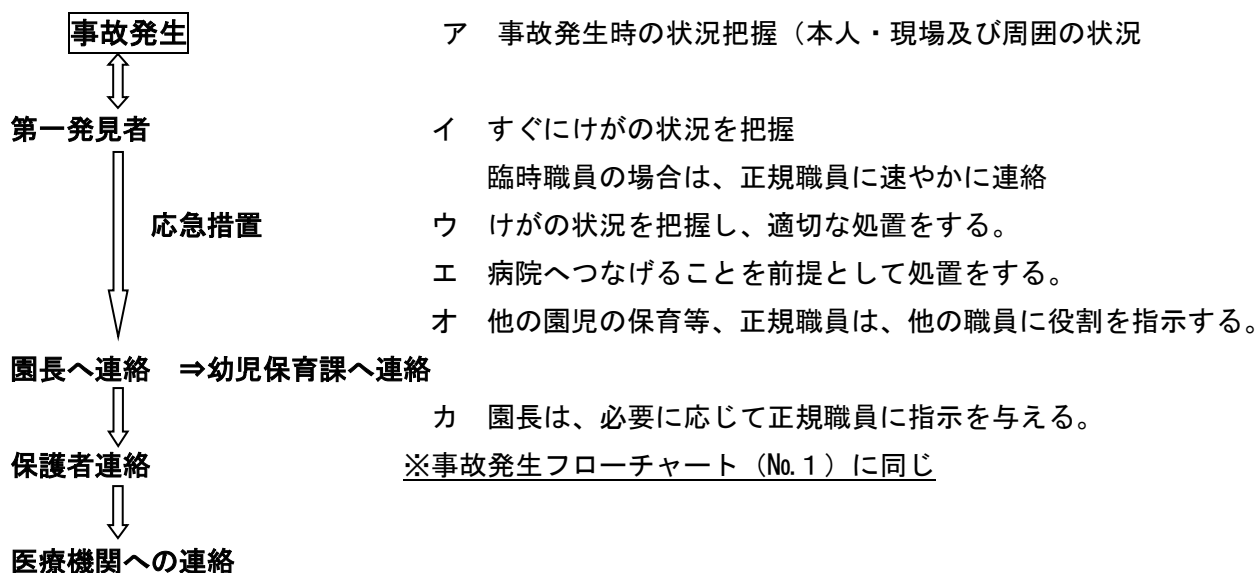 事故発生　ア　事故発生時の状況把握（本人・現場及び周囲の状況
第一発見者　イ　すぐにけがの状況を把握
臨時職員の場合は、正規職員に速やかに連絡
応急措置　ウ　けがの状況を把握し、適切な処置をする。
エ　病院へつなげることを前提として処置をする。
オ　他の園児の保育等、正規職員は、他の職員に役割を指示する。
園長へ連絡　⇒幼児保育課へ連絡
カ　園長は、必要に応じて正規職員に指示を与える。
保護者連絡　※事故発生フローチャート（№１）に同じ
医療機関への連絡